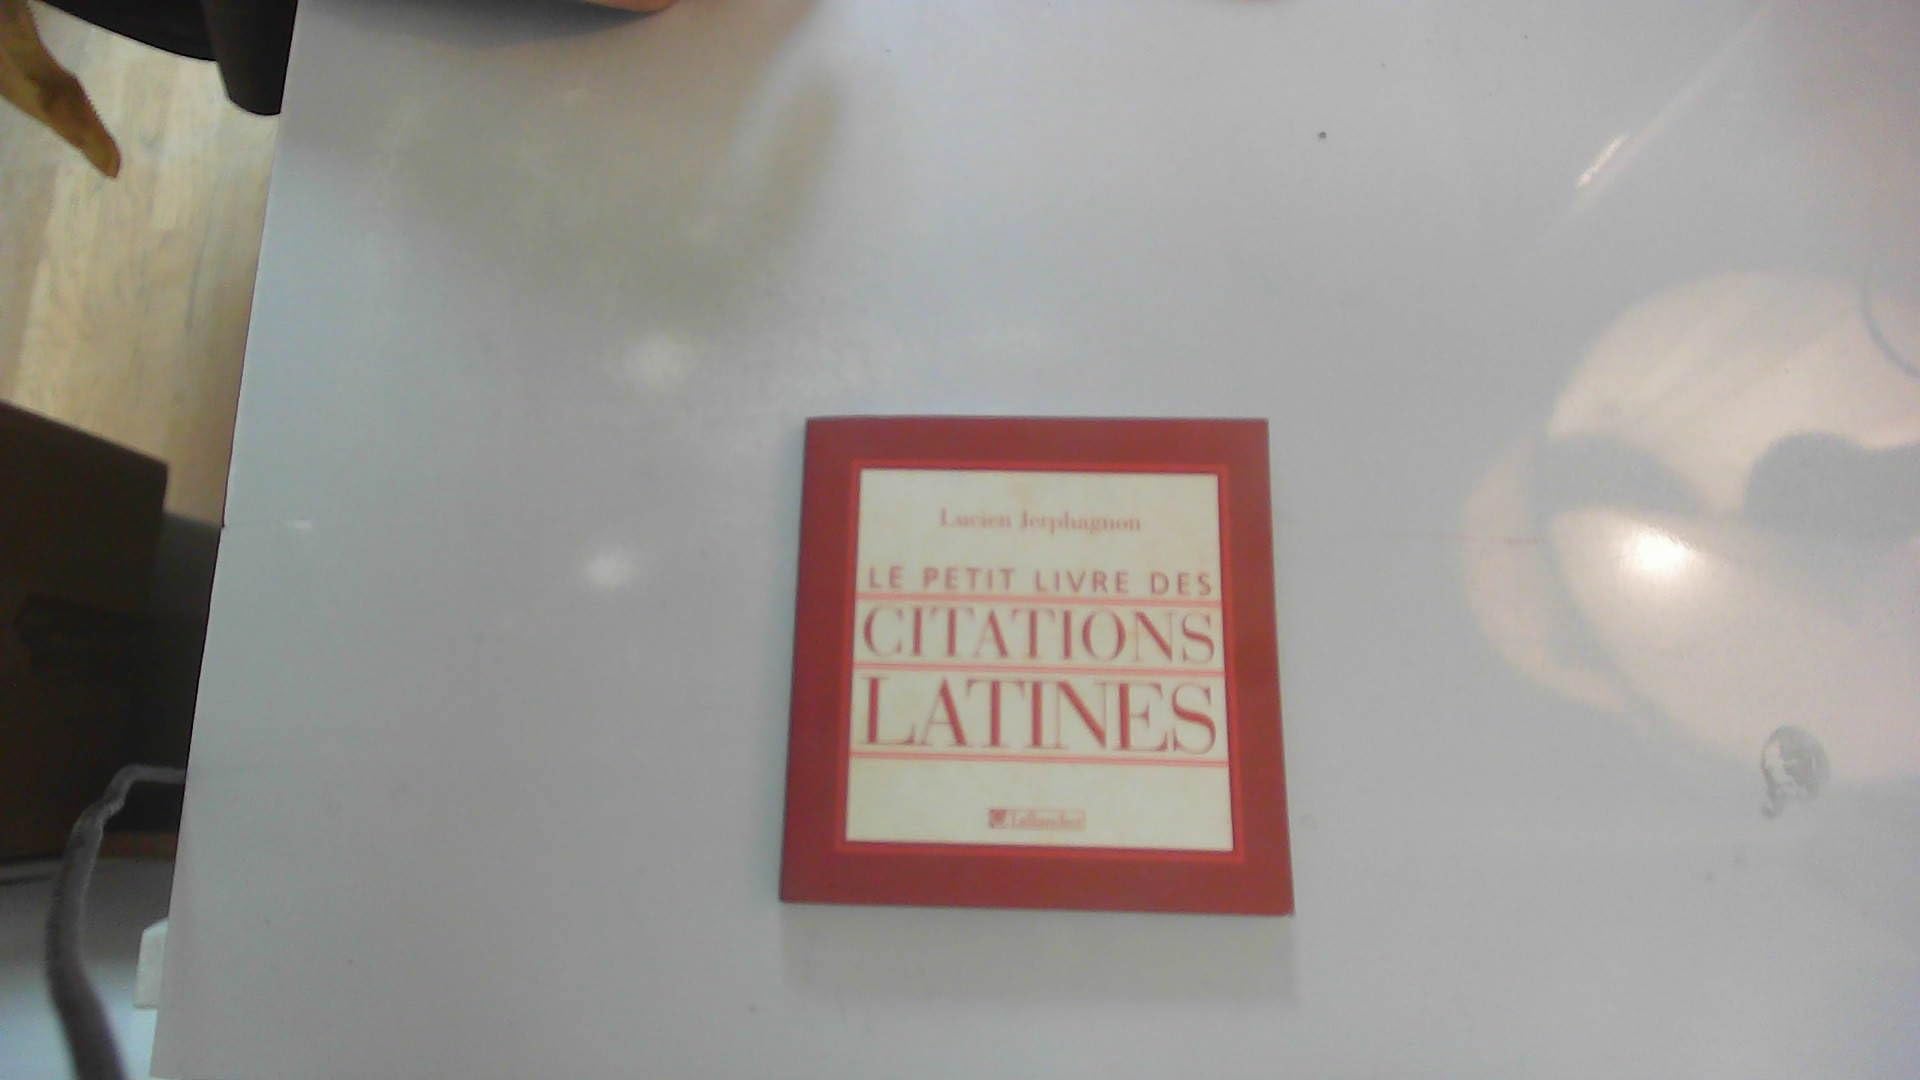 Lucien Jerphagnon
LE PETIT LIVRE DES
CITATIONS
LATINES
Tallandier